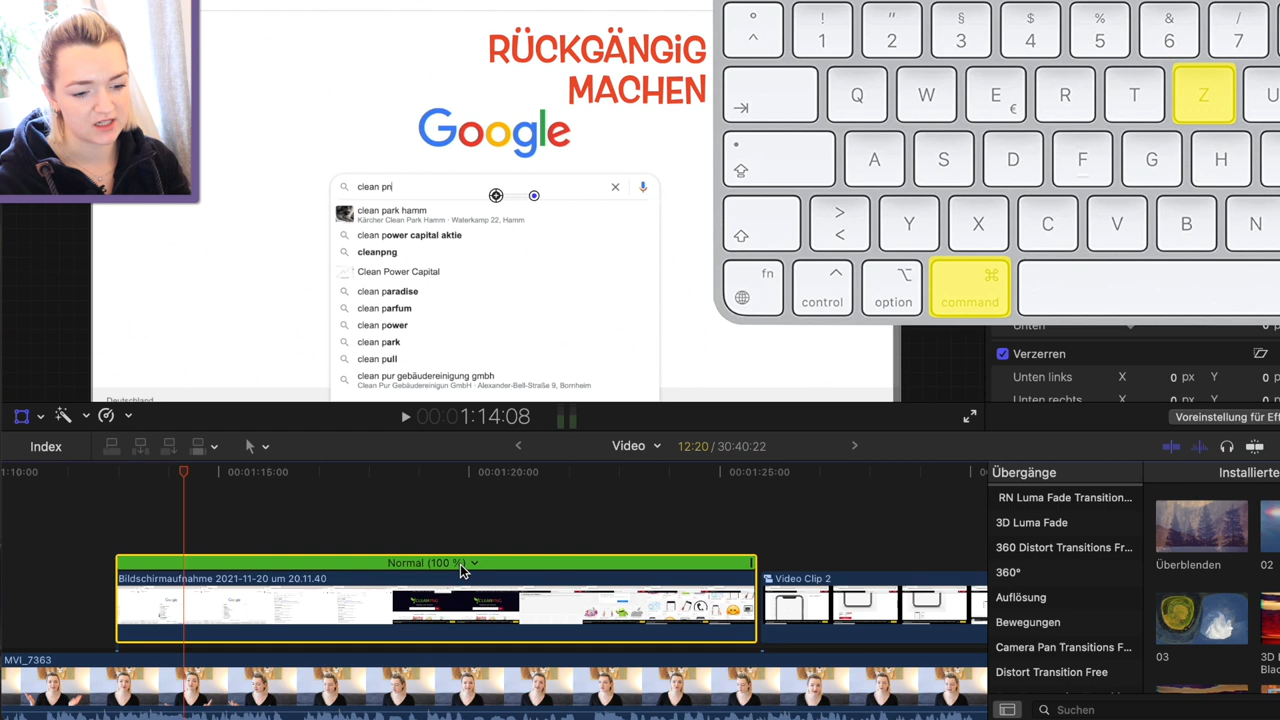 RÜCKGÄNGiG
MACHEN
Google
clean pn
clean park hamm
Kärcher Clean Park Hamm · Waterkamp 22, Hamm
clean power capital aktie
cleanpng
Clean Power Capital
clean paradise
clean parfum
clean power
clean park
clean pull
clean pur gebäudereinigung gmbh
Clean Pur Gebäudereinigun GmbH · Alexander-Bell-Straße 9, Bornheim
Deutschland
° ^ ! 1 " 2 § 3 $ 4 % 5 & 6 / 7
Q W E € R T Z U
A S D F G H
> < Y X C V B N
fn control option ⌘ command
Unten 0 p
Verzerren
Unten links X 0 px Y 0 p
Unten rechts X 0 px Y 0 p
00:01:14:08
Voreinstellung für Eff
Index
Video 12:20 / 30:40:22
1:10:00 00:01:15:00 00:01:20:00 00:01:25:00 00
Normal (100 %)
Bildschirmaufnahme 2021-11-20 um 20.11.40
Video Clip 2
MVI_7363
Übergänge
RN Luma Fade Transition...
3D Luma Fade
360 Distort Transitions Fr...
360°
Auflösung
Bewegungen
Camera Pan Transitions F...
Distort Transition Free
Installierte
Überblenden
02
03
3D L
Bla
Suchen